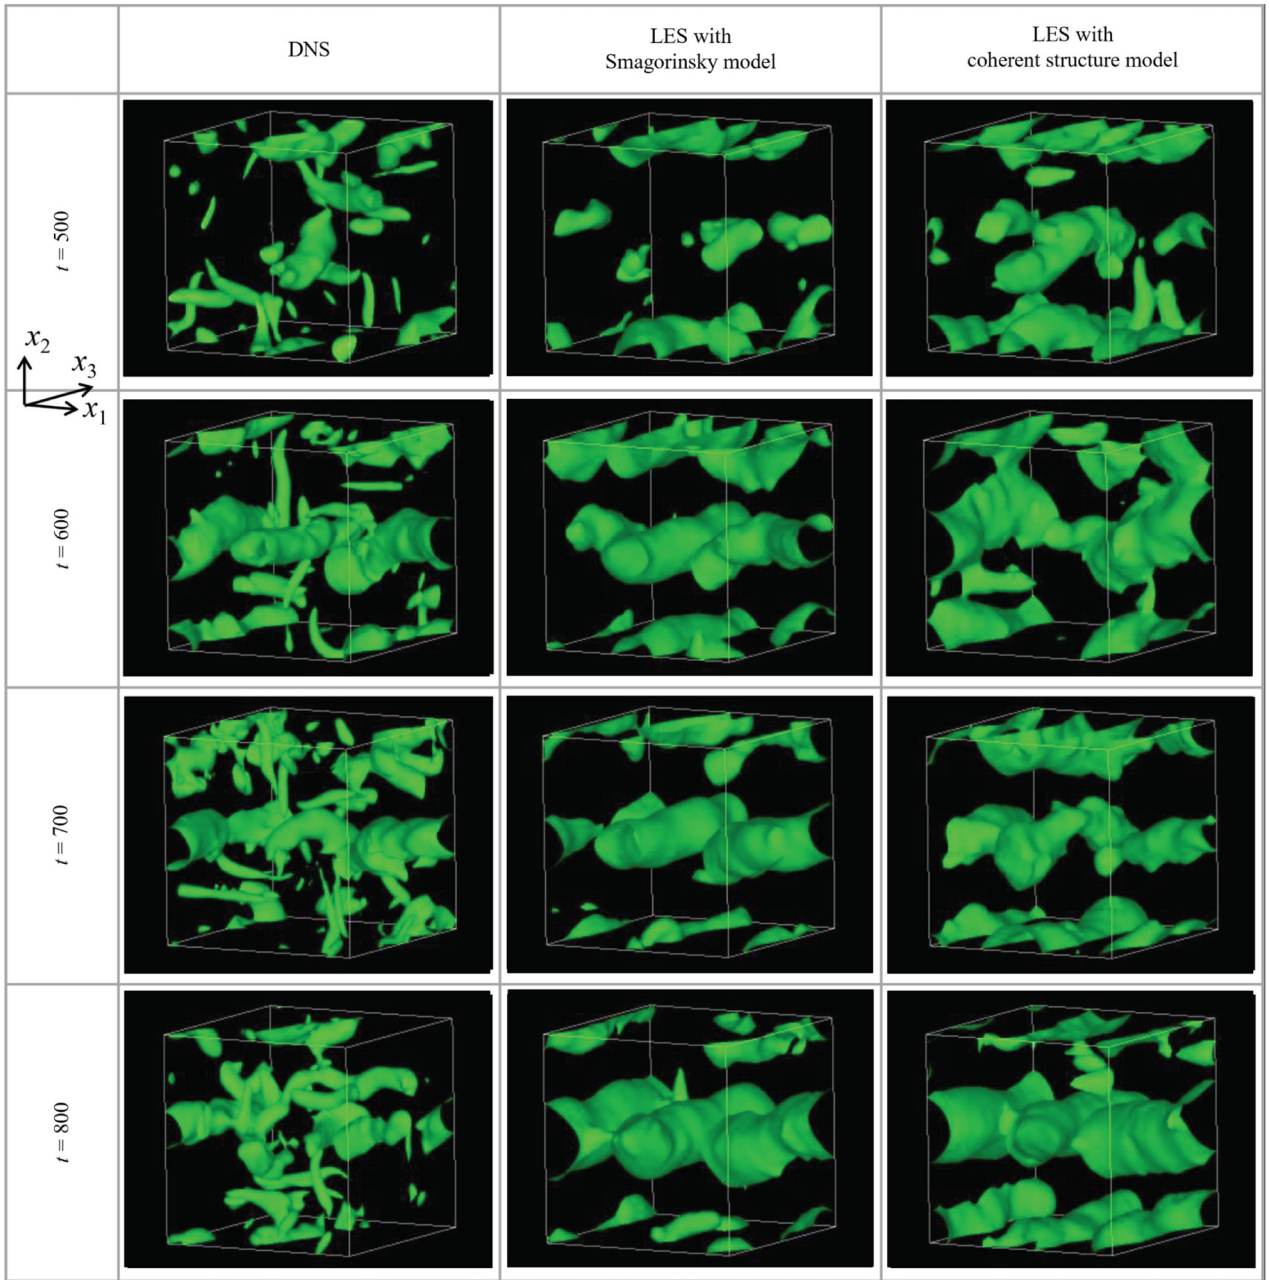 DNS
LES with
Smagorinsky model
LES with
coherent structure model
t = 500
x₂
x₃
x₁
t = 600
t = 700
t = 800